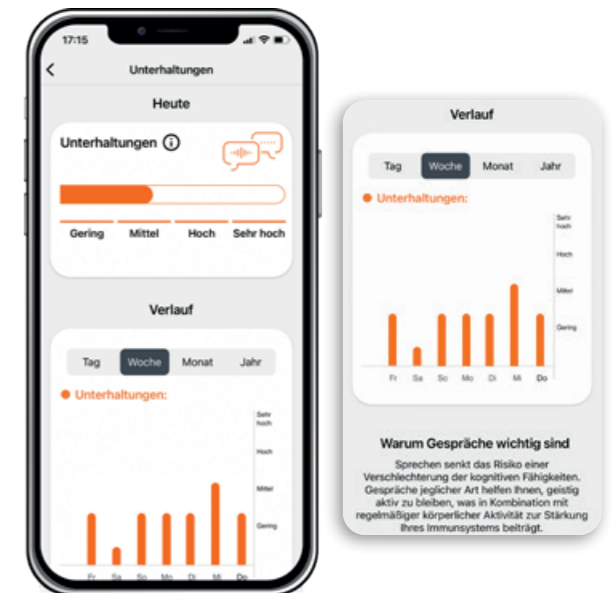 17:15
Unterhaltungen
Heute
Unterhaltungen
Gering Mittel Hoch Sehr hoch
Verlauf
Tag Woche Monat Jahr
Unterhaltungen:
Sehr
hoch
Hoch
Mittel
Gering
Fr Sa So Mo Di Mi Do
Verlauf
Tag Woche Monat Jahr
Unterhaltungen:
Sehr
hoch
Hoch
Mittel
Gering
Fr Sa So Mo Di Mi Do
Warum Gespräche wichtig sind
Sprechen senkt das Risiko einer
Verschlechterung der kognitiven Fähigkeiten.
Gespräche jeglicher Art helfen Ihnen, geistig
aktiv zu bleiben, was in Kombination mit
regelmäßiger körperlicher Aktivität zur Stärkung
Ihres Immunsystems beiträgt.